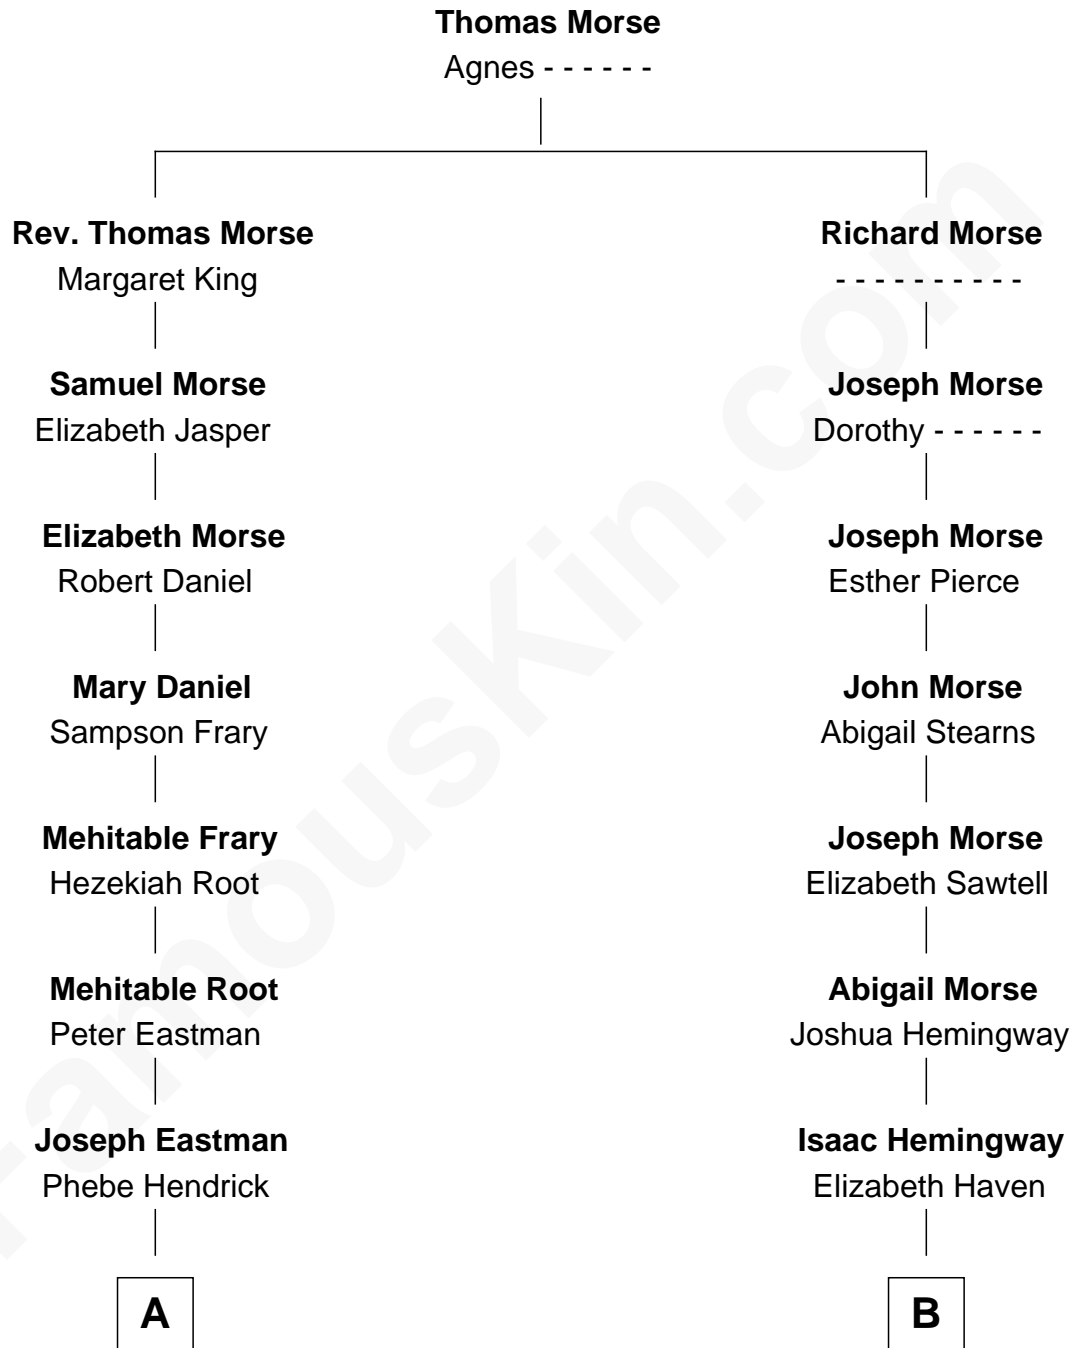 Thomas Morse
Agnes - - - - - -
Rev. Thomas Morse
Margaret King
Richard Morse
- - - - - - - - - -
Samuel Morse
Elizabeth Jasper
Joseph Morse
Dorothy - - - - - -
Elizabeth Morse
Robert Daniel
Joseph Morse
Esther Pierce
Mary Daniel
Sampson Frary
John Morse
Abigail Stearns
Mehitable Frary
Hezekiah Root
Joseph Morse
Elizabeth Sawtell
Mehitable Root
Peter Eastman
Abigail Morse
Joshua Hemingway
Joseph Eastman
Phebe Hendrick
Isaac Hemingway
Elizabeth Haven
A
B
FamousKin.com